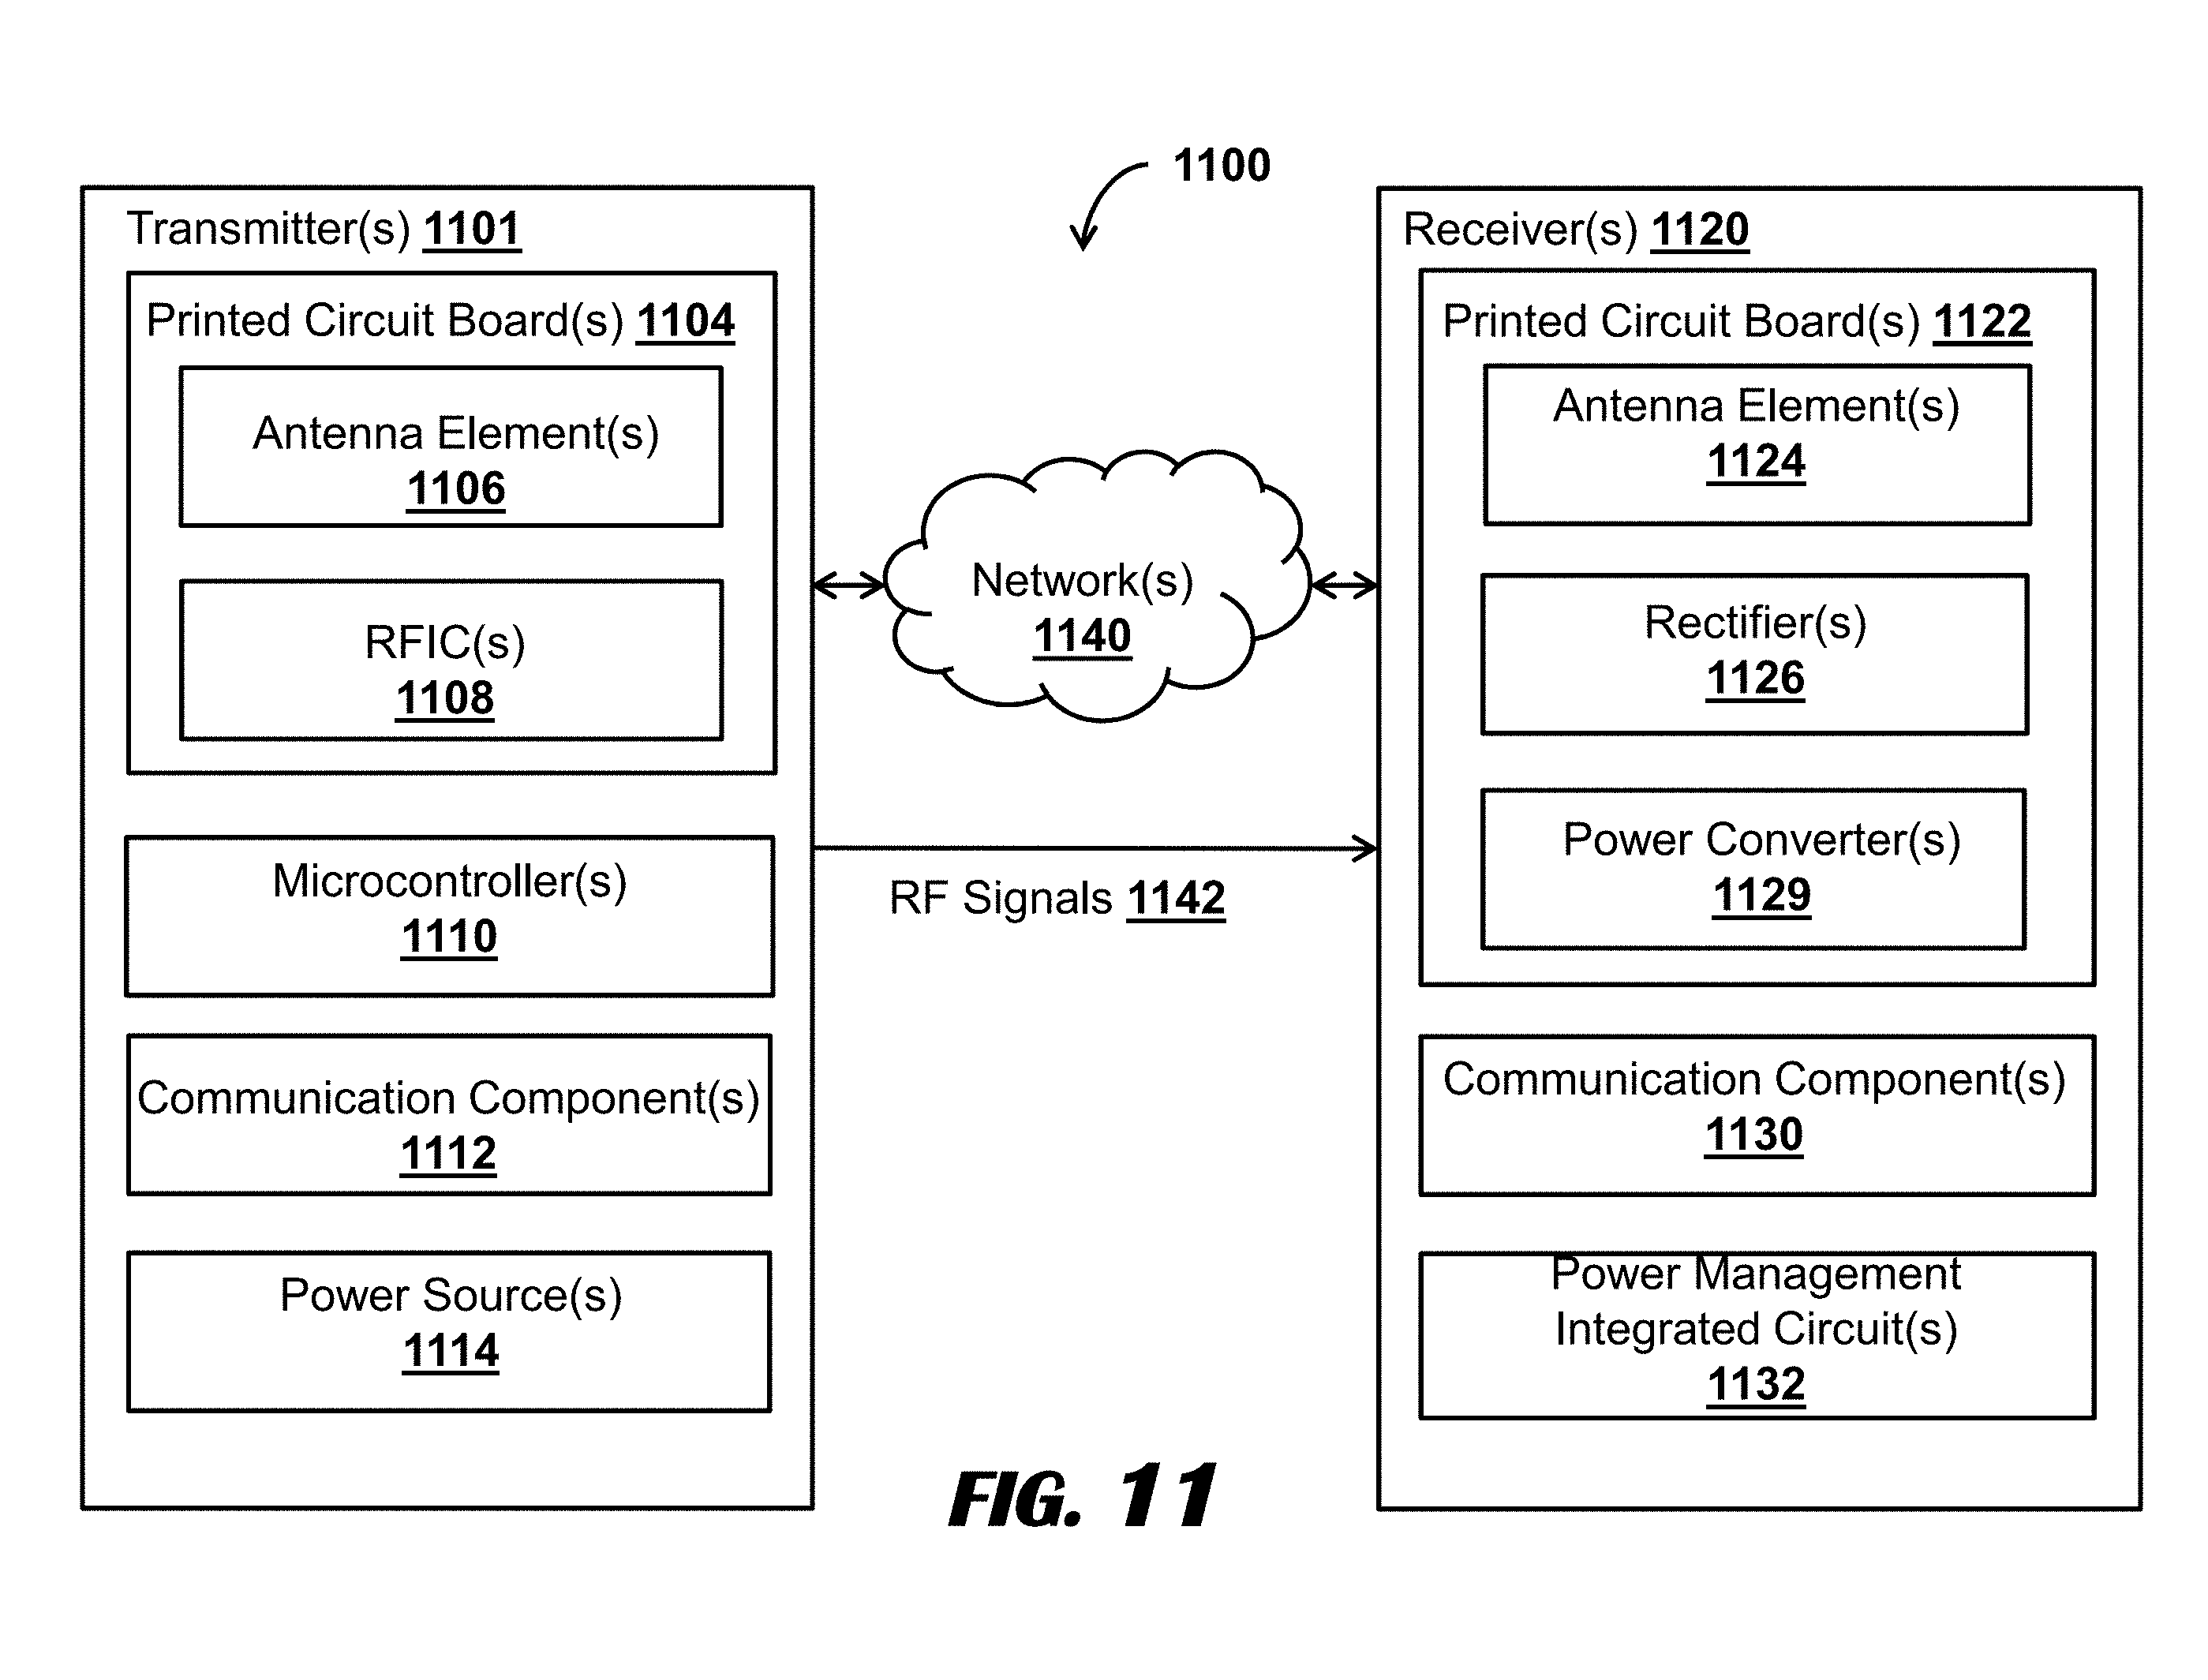 1100
Transmitter(s) 1101
Printed Circuit Board(s) 1104
Antenna Element(s)
1106
RFIC(s)
1108
Microcontroller(s)
1110
Communication Component(s)
1112
Power Source(s)
1114
Network(s)
1140
RF Signals 1142
Receiver(s) 1120
Printed Circuit Board(s) 1122
Antenna Element(s)
1124
Rectifier(s)
1126
Power Converter(s)
1129
Communication Component(s)
1130
Power Management
Integrated Circuit(s)
1132
FIG. 11